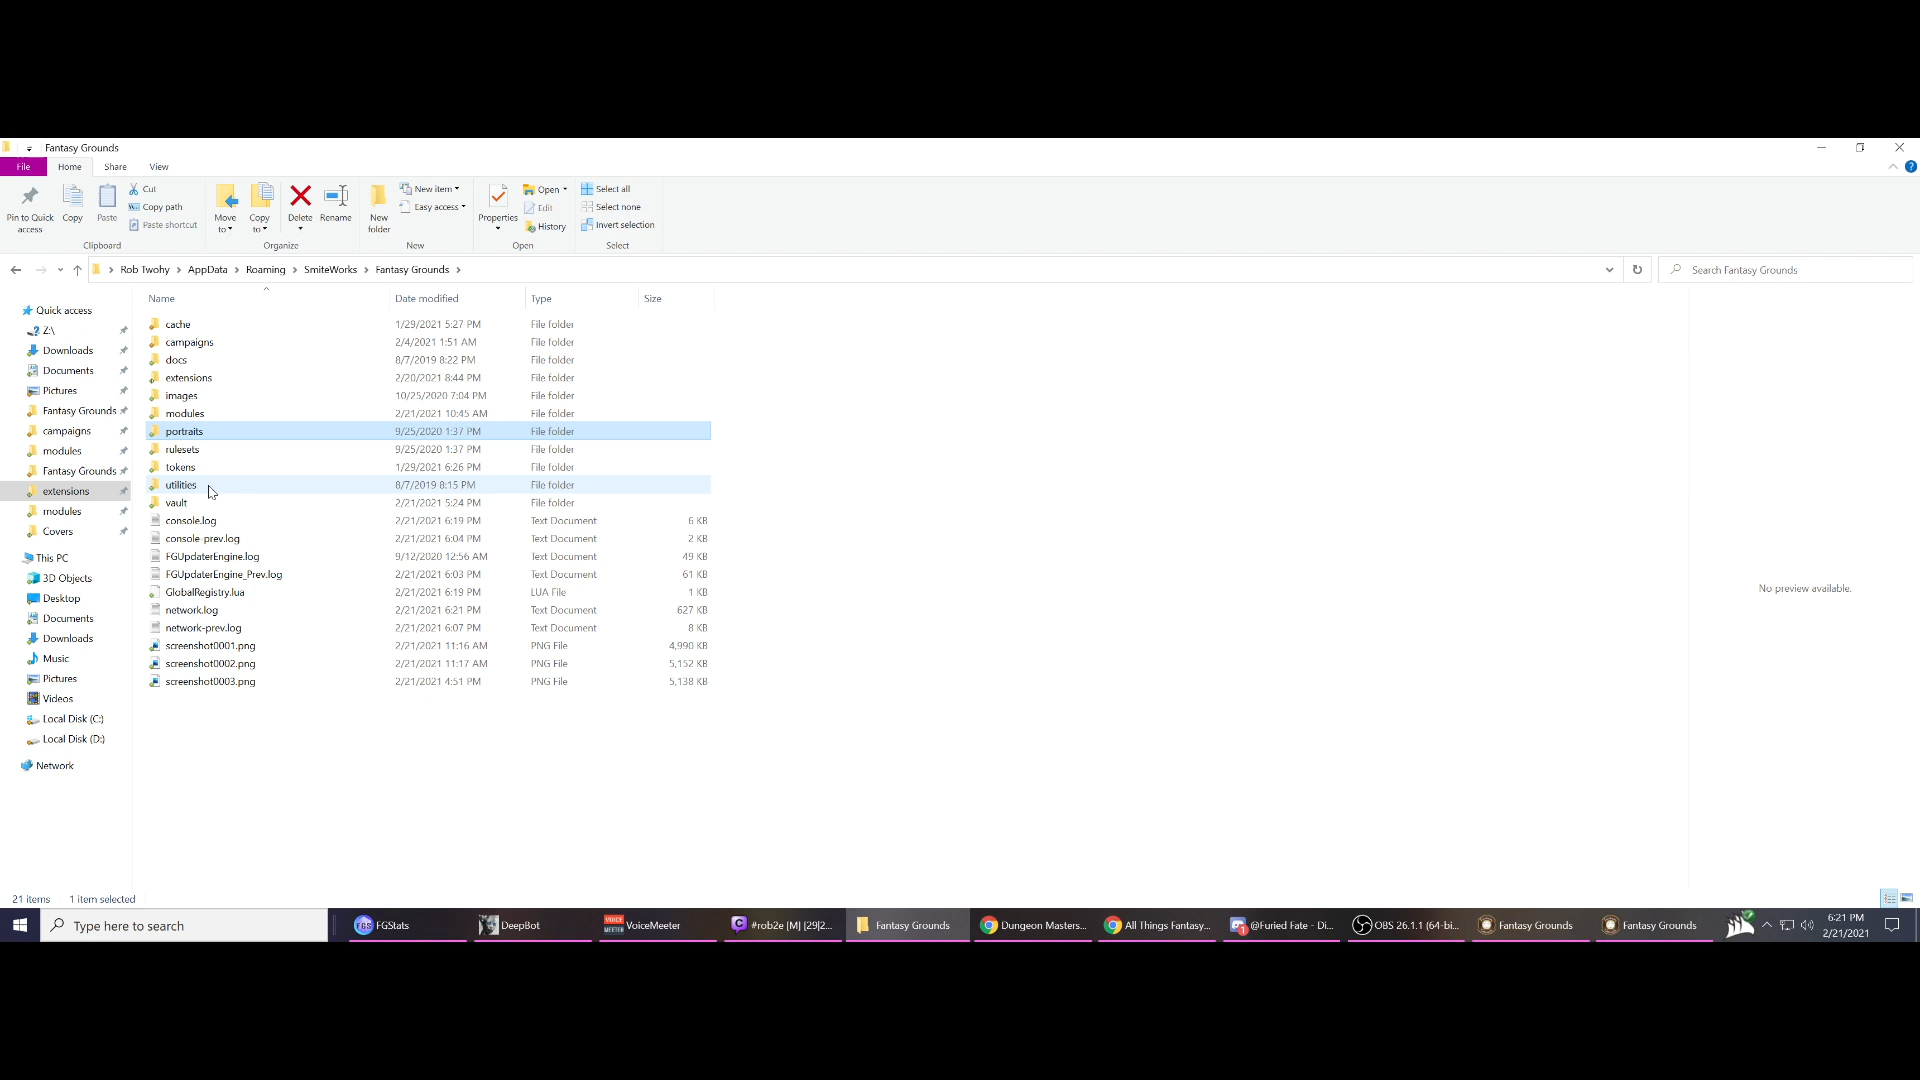 Fantasy Grounds
File Home Share View
Pin to Quick access
Copy
Paste
Cut
Copy path
Paste shortcut
Clipboard
Move to
Copy to
Delete
Rename
Organize
New folder
New item
Easy access
New
Properties
Open
Edit
History
Open
Select all
Select none
Invert selection
Select
Rob Twohy > AppData > Roaming > SmiteWorks > Fantasy Grounds >
Search Fantasy Grounds
Quick access
Z:\
Downloads
Documents
Pictures
Fantasy Grounds
campaigns
modules
Fantasy Grounds
extensions
modules
Covers
This PC
3D Objects
Desktop
Documents
Downloads
Music
Pictures
Videos
Local Disk (C:)
Local Disk (D:)
Network
Name Date modified Type Size
cache 1/29/2021 5:27 PM File folder
campaigns 2/4/2021 1:51 AM File folder
docs 8/7/2019 8:22 PM File folder
extensions 2/20/2021 8:44 PM File folder
images 10/25/2020 7:04 PM File folder
modules 2/21/2021 10:45 AM File folder
portraits 9/25/2020 1:37 PM File folder
rulesets 9/25/2020 1:37 PM File folder
tokens 1/29/2021 6:26 PM File folder
utilities 8/7/2019 8:15 PM File folder
vault 2/21/2021 5:24 PM File folder
console.log 2/21/2021 6:19 PM Text Document 6 KB
console-prev.log 2/21/2021 6:04 PM Text Document 2 KB
FGUpdaterEngine.log 9/12/2020 12:56 AM Text Document 49 KB
FGUpdaterEngine_Prev.log 2/21/2021 6:03 PM Text Document 61 KB
GlobalRegistry.lua 2/21/2021 6:19 PM LUA File 1 KB
network.log 2/21/2021 6:21 PM Text Document 627 KB
network-prev.log 2/21/2021 6:07 PM Text Document 8 KB
screenshot0001.png 2/21/2021 11:16 AM PNG File 4,990 KB
screenshot0002.png 2/21/2021 11:17 AM PNG File 5,152 KB
screenshot0003.png 2/21/2021 4:51 PM PNG File 5,138 KB
No preview available.
21 items 1 item selected
Type here to search
FGS FGStats
DeepBot
VOICE MEETER VoiceMeeter
#rob2e [M] [29]2...
Fantasy Grounds
Dungeon Masters...
All Things Fantasy...
1 @Furied Fate - Di...
OBS 26.1.1 (64-bi...
Fantasy Grounds
Fantasy Grounds
6:21 PM
2/21/2021